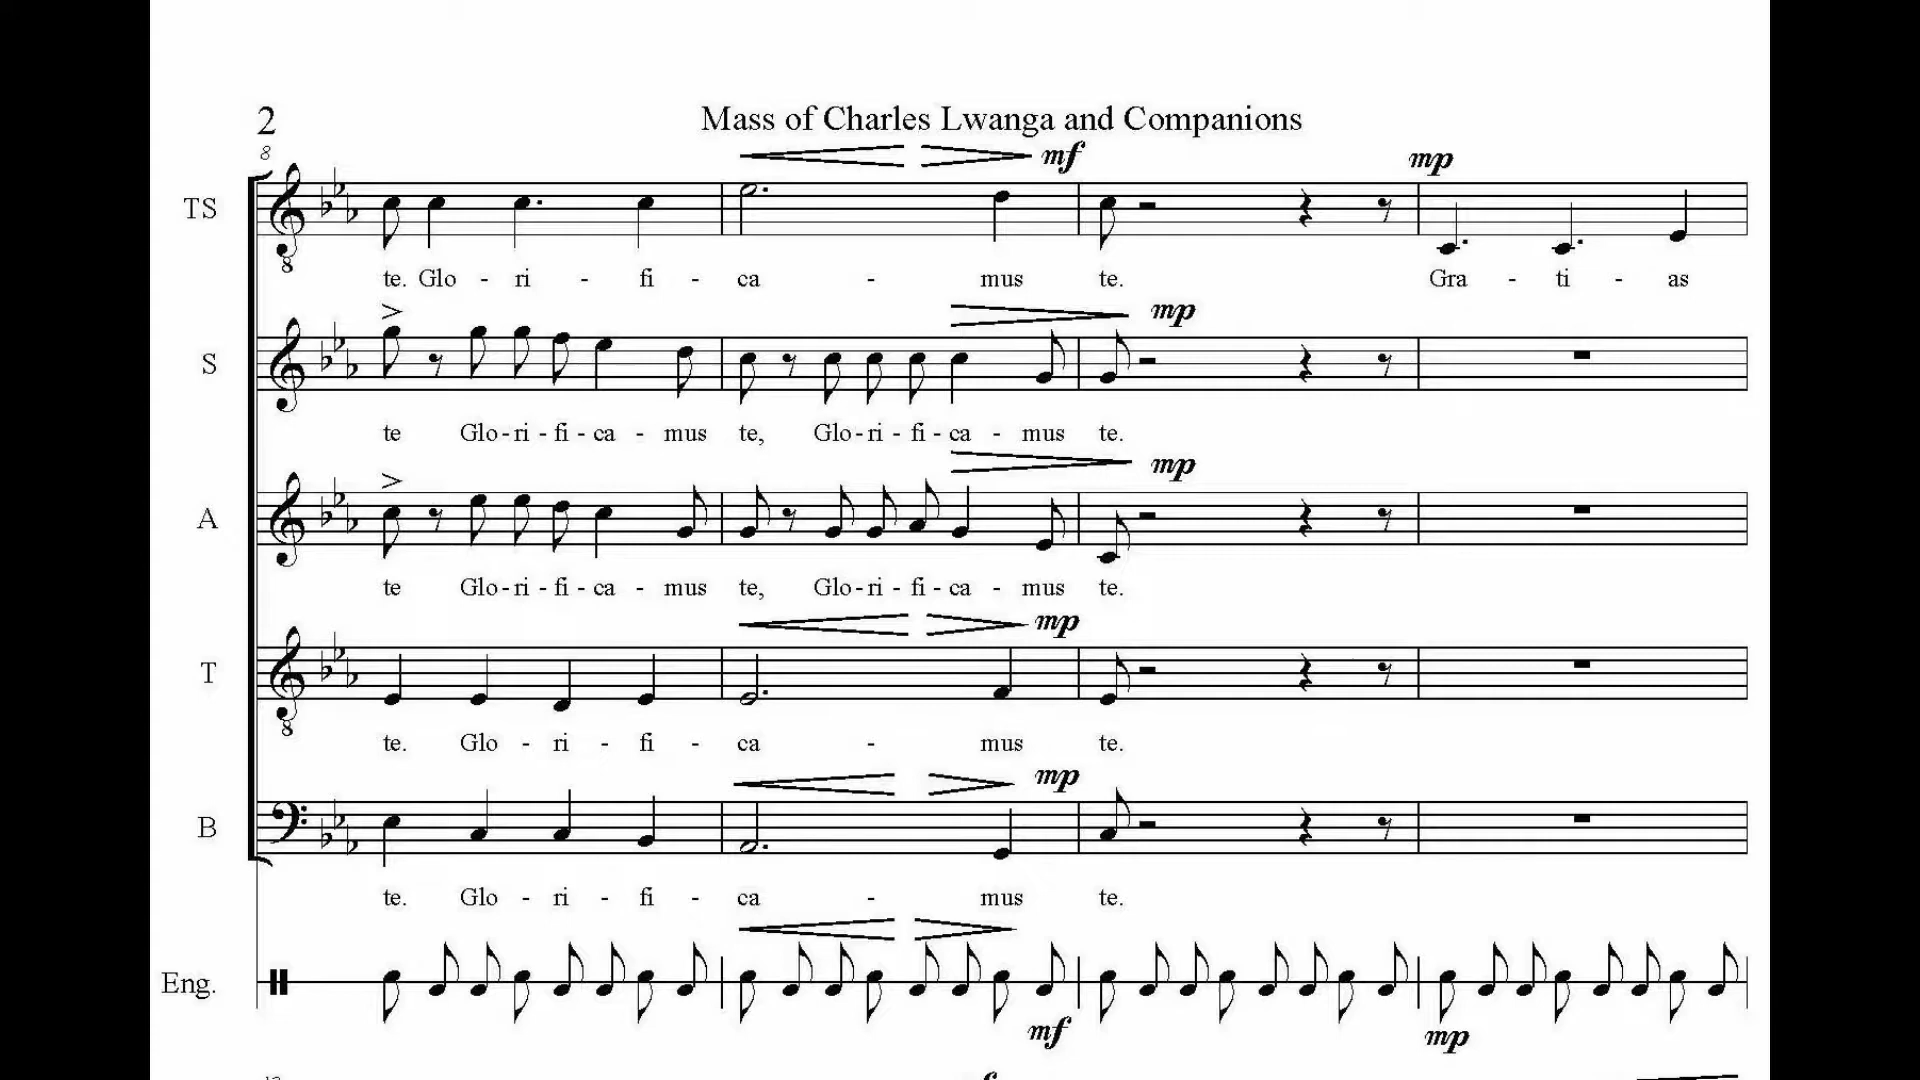 2
Mass of Charles Lwanga and Companions
8
mf
mp
TS
8
te. Glo - ri - fi - ca - mus te. Gra - ti - as
mp
S
te Glo - ri - fi - ca - mus te, Glo - ri - fi - ca - mus te.
mp
A
te Glo - ri - fi - ca - mus te, Glo - ri - fi - ca - mus te.
mp
T
8
te. Glo - ri - fi - ca - mus te.
mp
B
te. Glo - ri - fi - ca - mus te.
Eng.
mf
mp